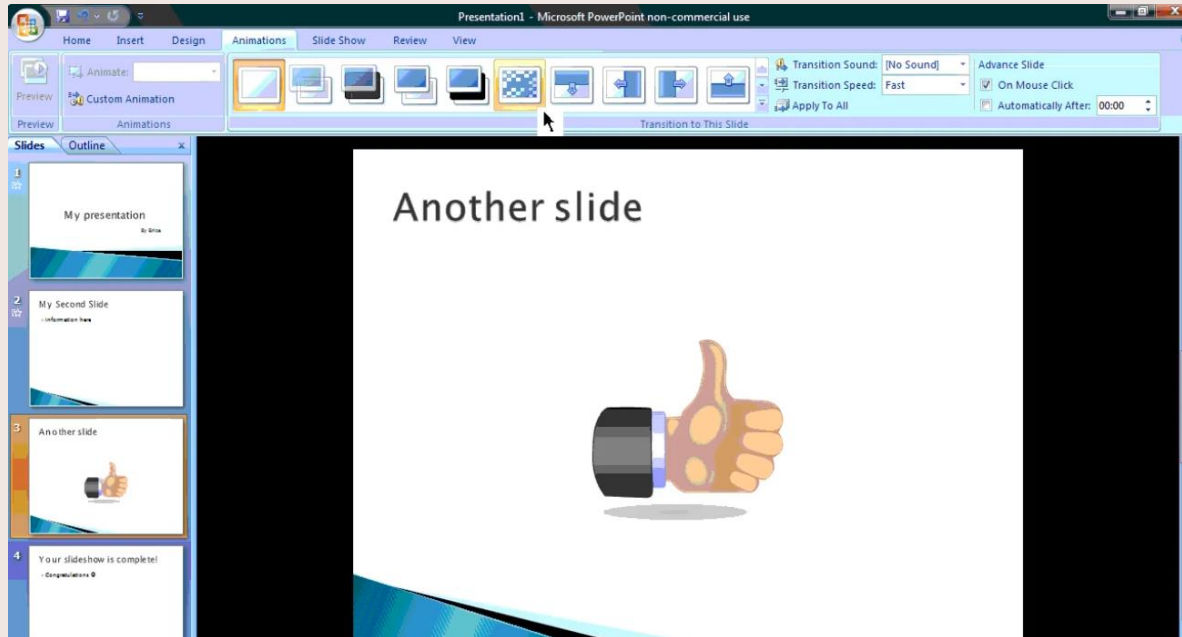 Presentation1 - Microsoft PowerPoint non-commercial use
Home Insert Design Animations Slide Show Review View
Preview
Animate:
Custom Animation
Transition Sound: [No Sound]
Transition Speed: Fast
Apply To All
Advance Slide
On Mouse Click
Automatically After: 00:00
Preview Animations Transition to This Slide
Slides Outline x
1
My presentation
By Brice
2
My Second Slide
- Information here
3
Another slide
4
Your slideshow is complete!
- Congratulations ☺
Another slide